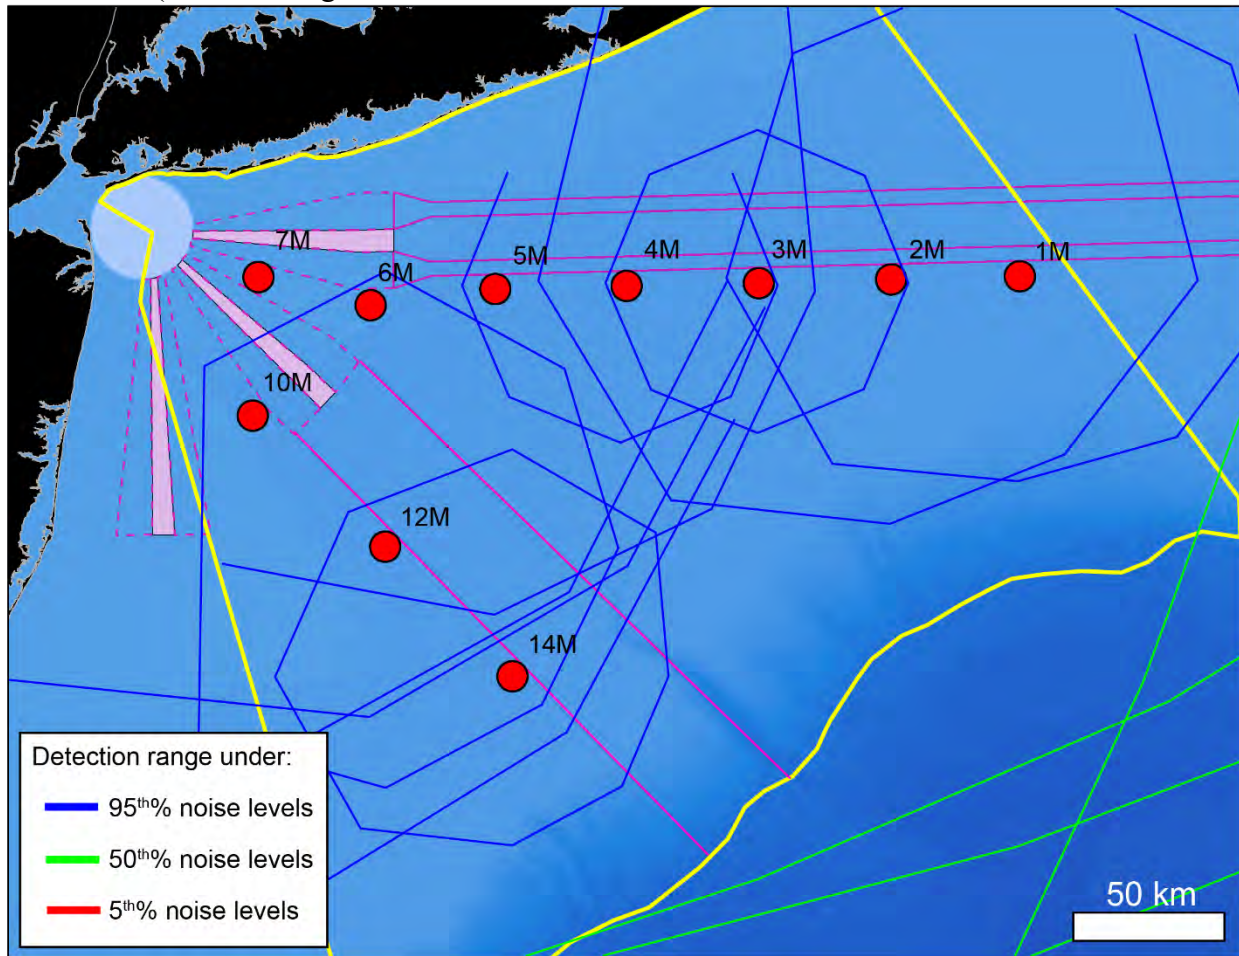 7M
6M
5M
4M
3M
2M
1M
10M
12M
14M
Detection range under:
95th% noise levels
50th% noise levels
5th% noise levels
50 km